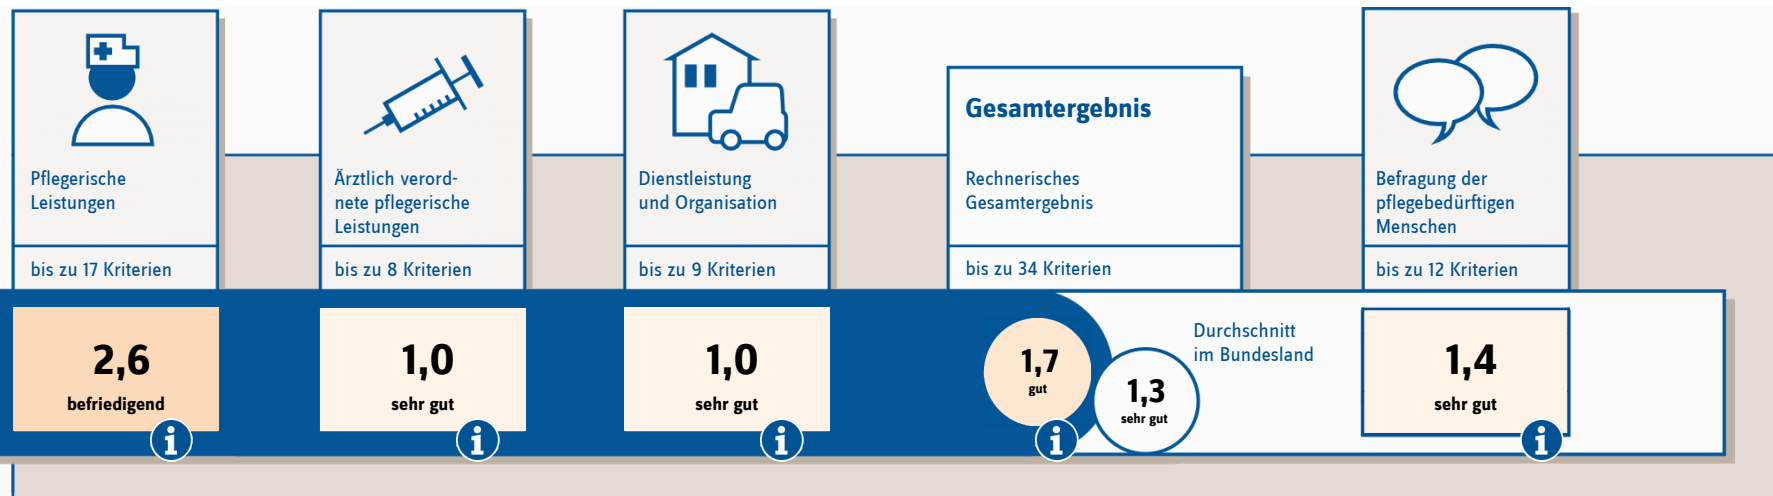 Pflegerische
Leistungen
bis zu 17 Kriterien
2,6
befriedigend
i
Ärztlich verord-
nete pflegerische
Leistungen
bis zu 8 Kriterien
1,0
sehr gut
i
Dienstleistung
und Organisation
bis zu 9 Kriterien
1,0
sehr gut
i
Gesamtergebnis
Rechnerisches
Gesamtergebnis
bis zu 34 Kriterien
1,7
gut
i
Durchschnitt
im Bundesland
1,3
sehr gut
Befragung der
pflegebedürftigen
Menschen
bis zu 12 Kriterien
1,4
sehr gut
i